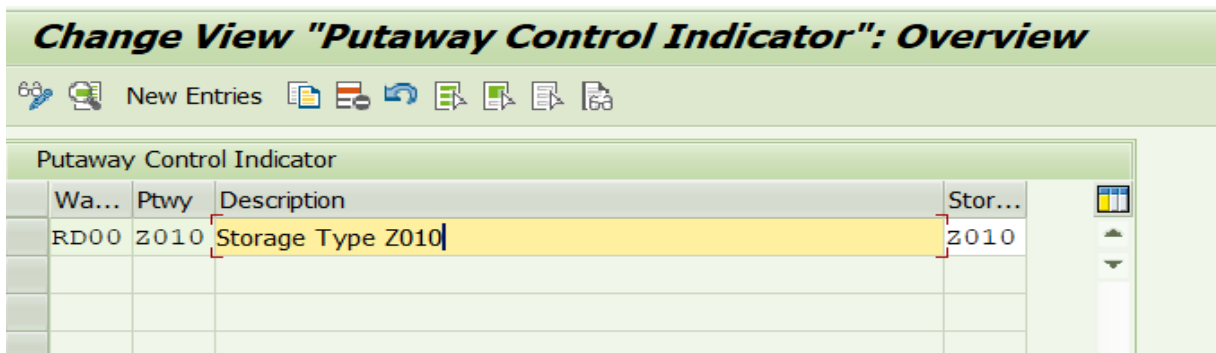 Change View "Putaway Control Indicator": Overview
New Entries
Putaway Control Indicator
Wa... Ptwy Description Stor...
RD00 Z010 Storage Type Z010 Z010